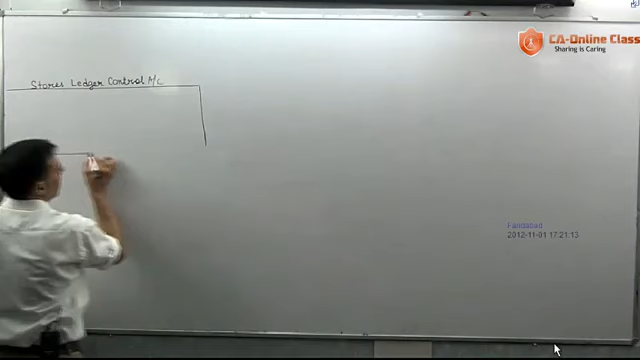 CA-Online Class
Sharing is Caring
Stores Ledger Control A/c
Faridabad
2012-11-01 17:21:13